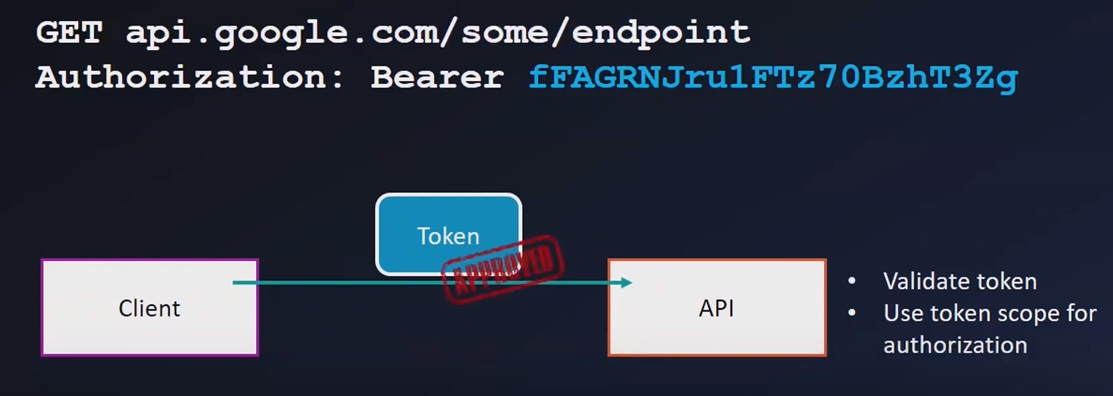 GET api.google.com/some/endpoint
Authorization: Bearer fFAGRNJru1FTz70BzhT3Zg
Token
APPROVED
Client
API
• Validate token
• Use token scope for
authorization